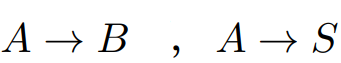 A → B , A → S